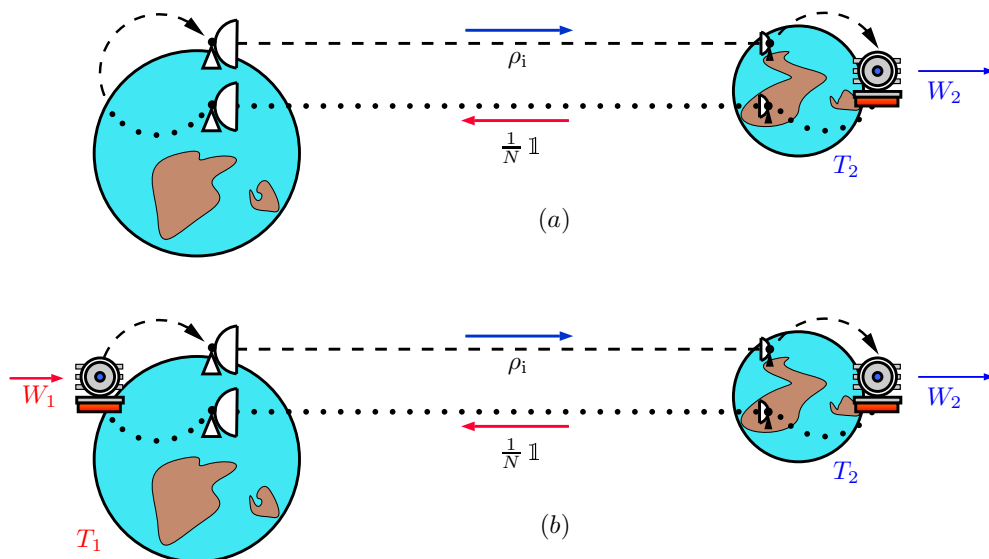 ρᵢ
W₂
1/N 𝟙
T₂
(a)
ρᵢ
W₁
W₂
1/N 𝟙
T₂
T₁
(b)